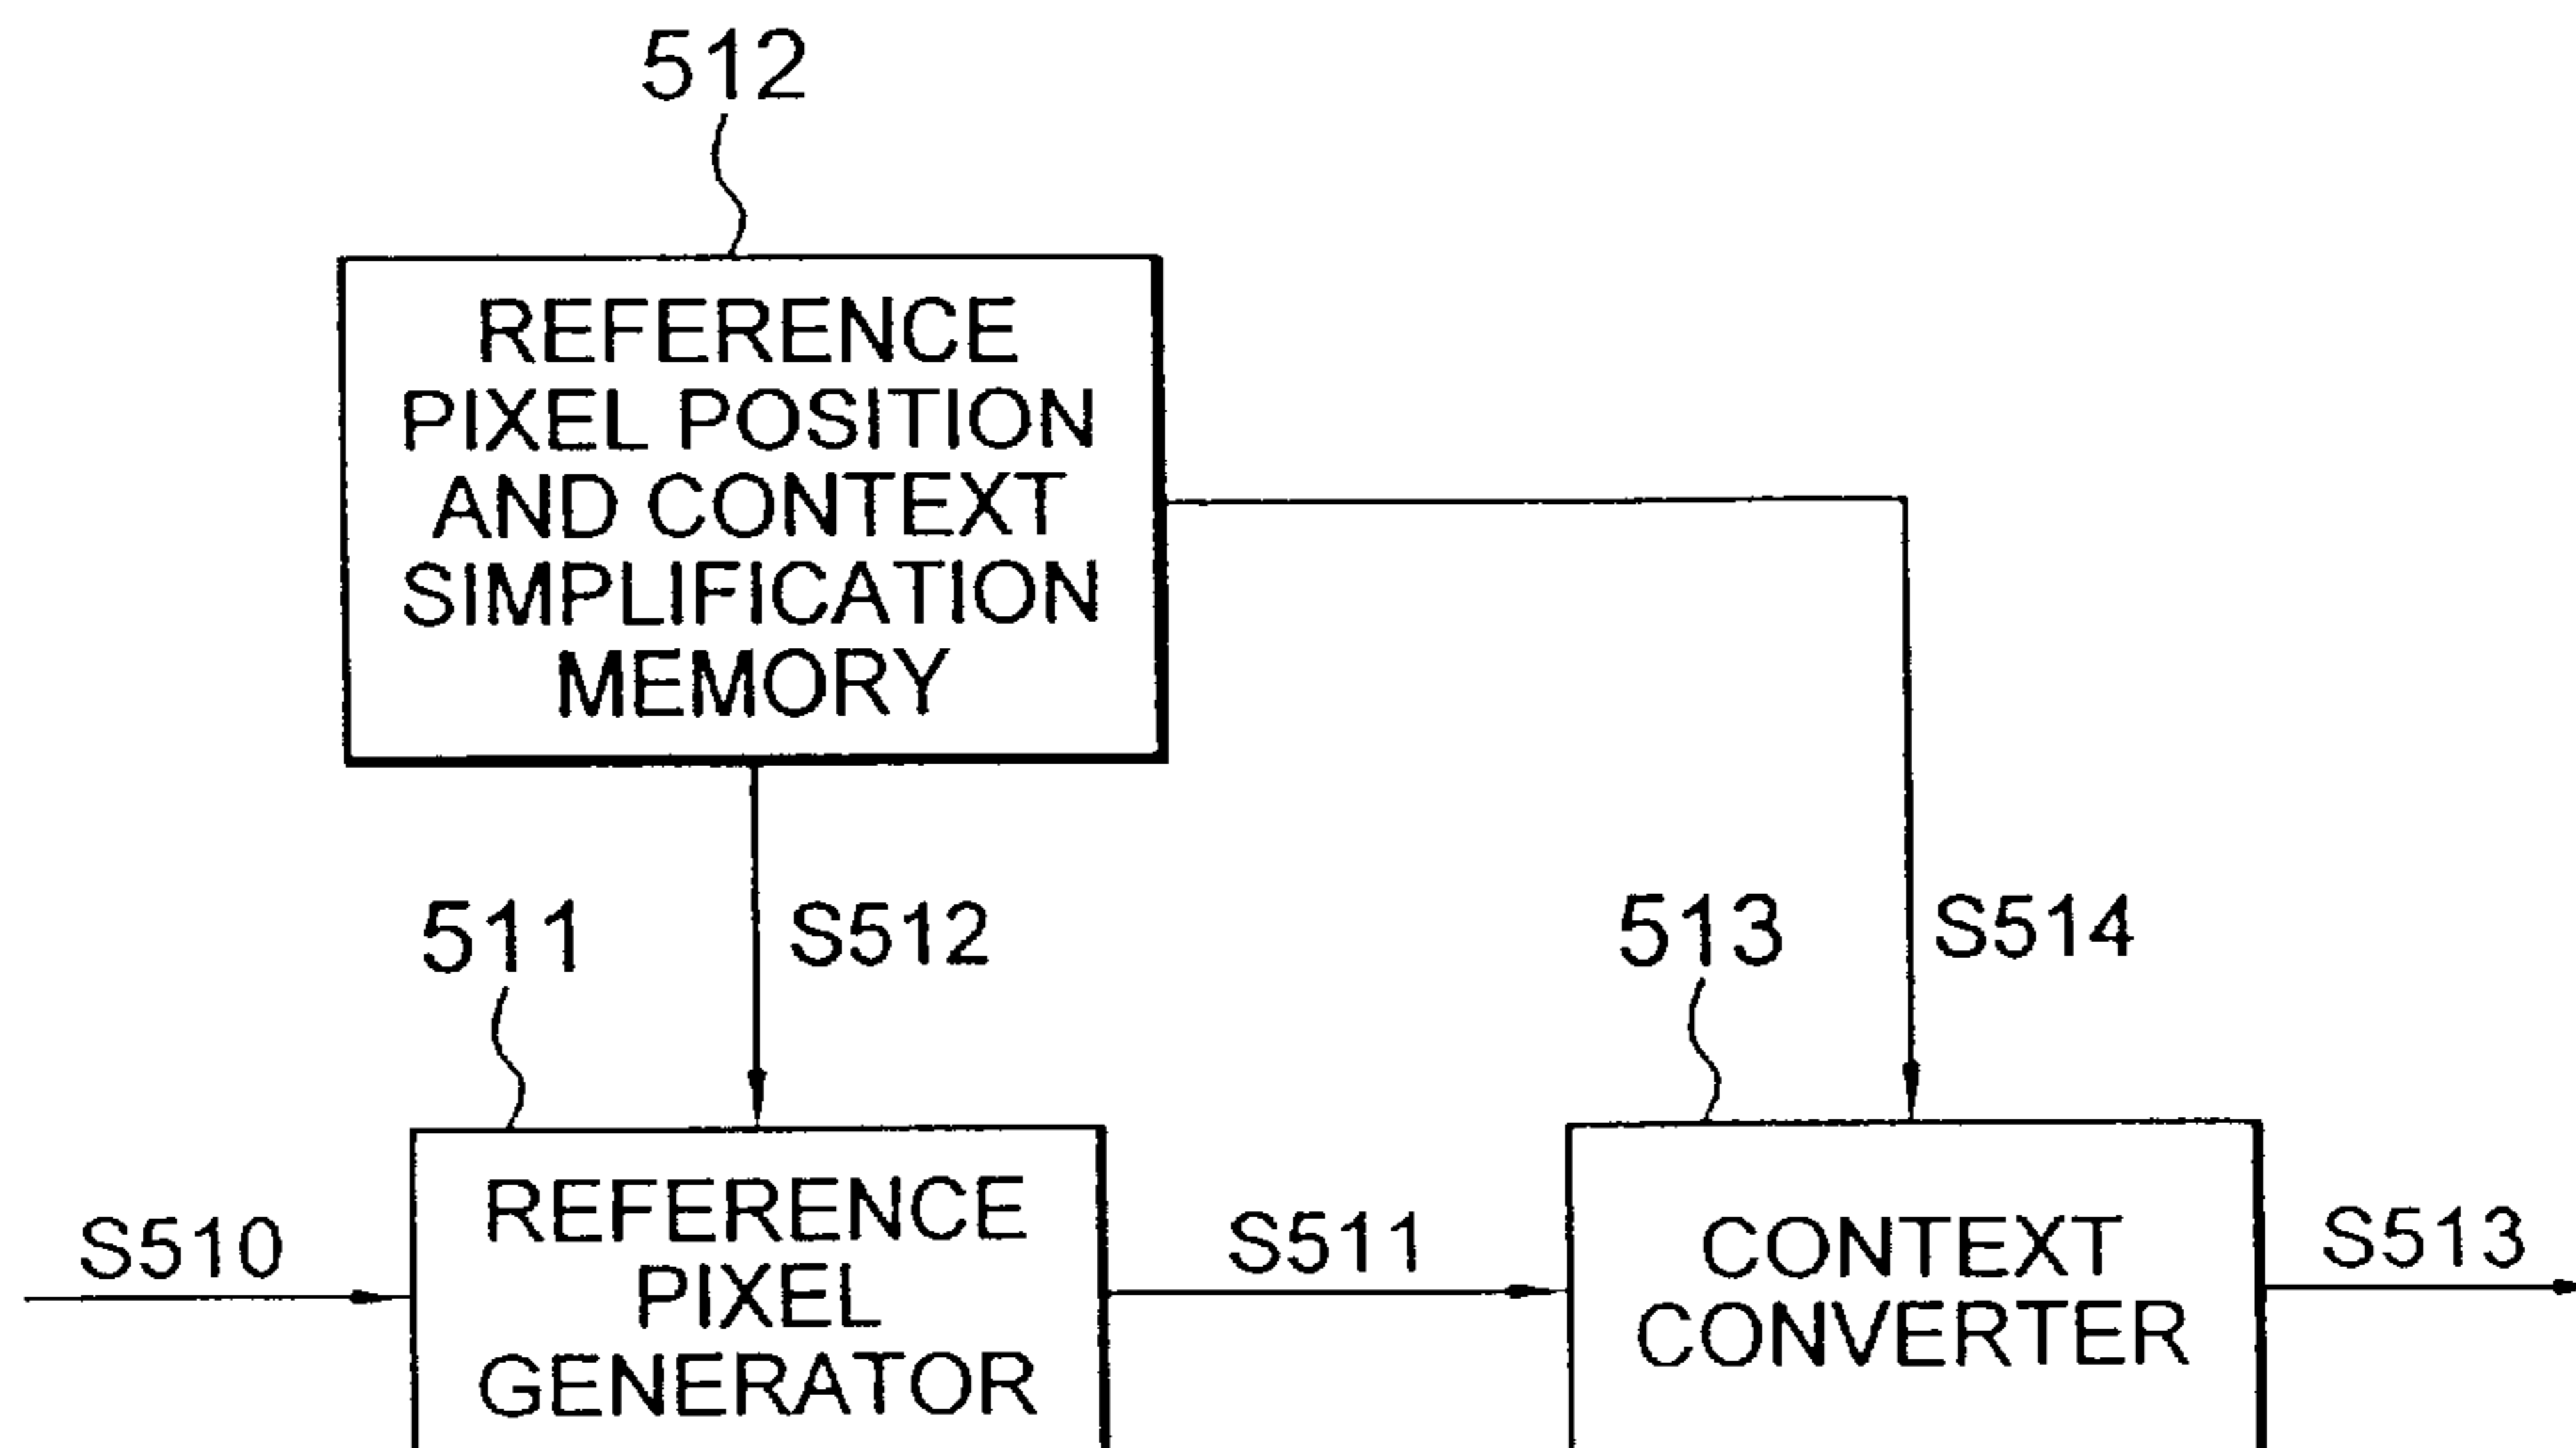 512
REFERENCE
PIXEL POSITION
AND CONTEXT
SIMPLIFICATION
MEMORY
511
S512
513
S514
S510
REFERENCE
PIXEL
GENERATOR
S511
CONTEXT
CONVERTER
S513